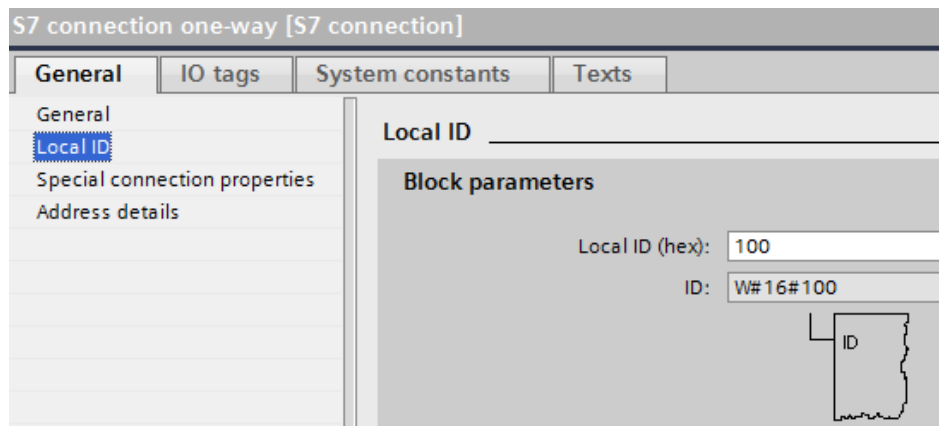 S7 connection one-way [S7 connection]
General IO tags System constants Texts
General
Local ID
Special connection properties
Address details
Local ID
Block parameters
Local ID (hex): 100
ID: W#16#100
ID